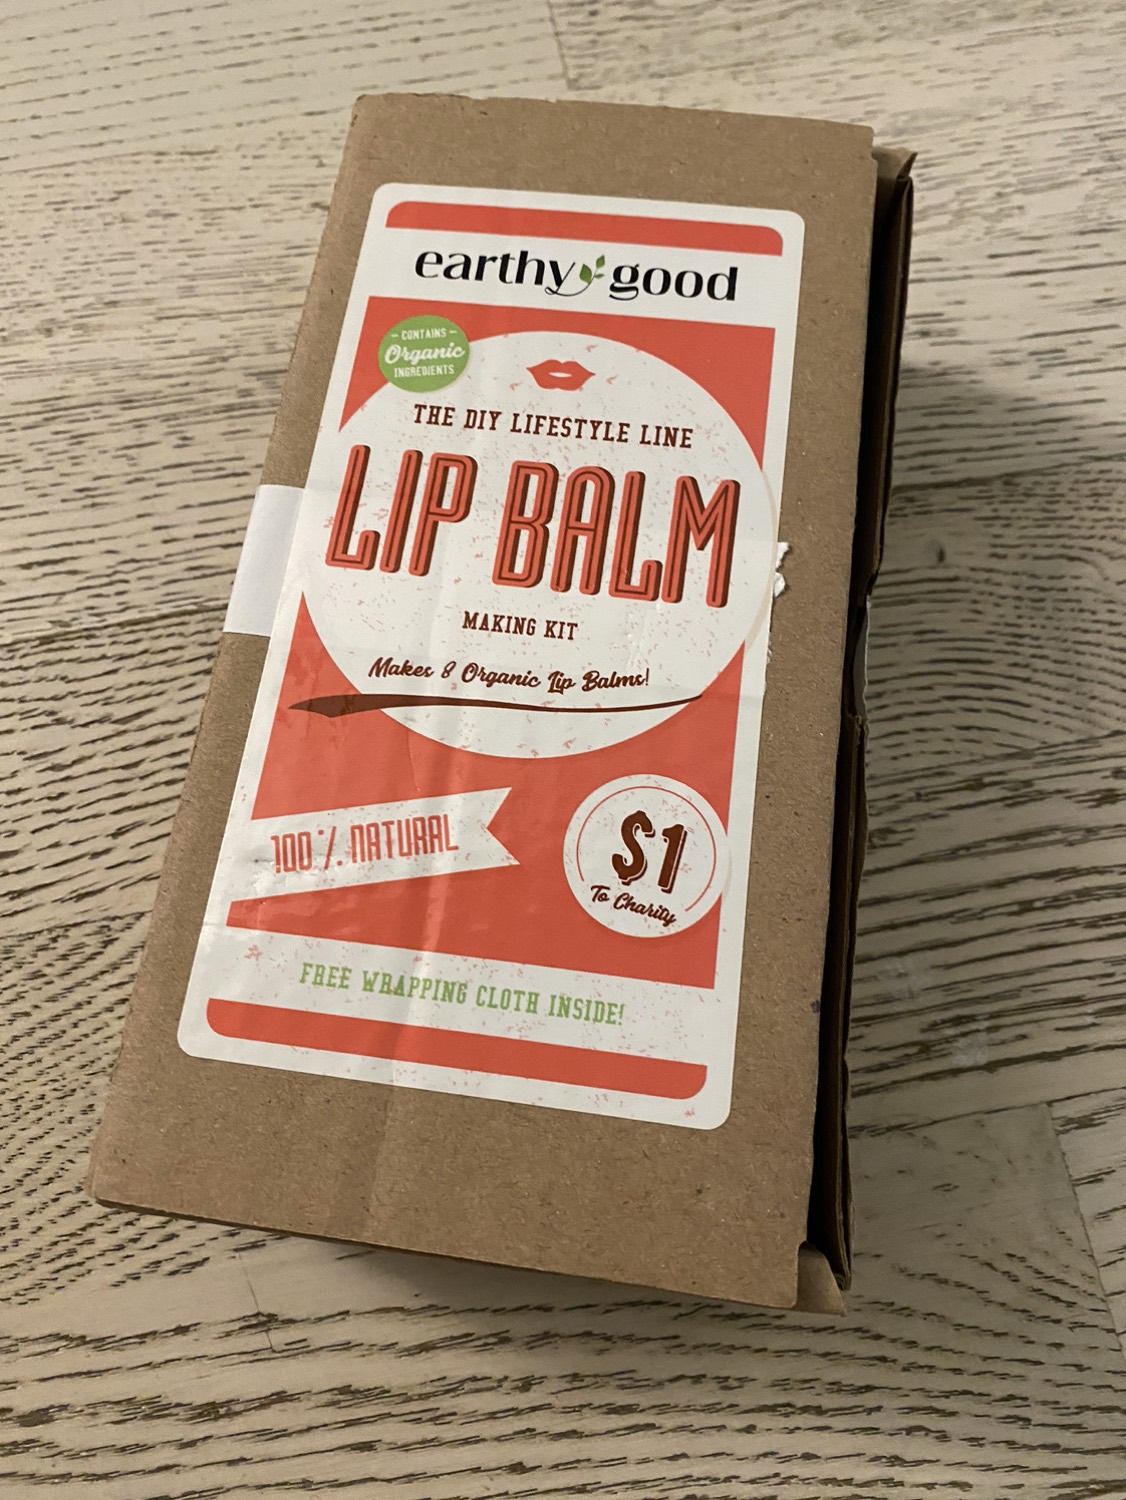 earthy good
– CONTAINS –
Organic
INGREDIENTS
THE DIY LIFESTYLE LINE
LIP BALM
MAKING KIT
Makes 8 Organic Lip Balms!
100% NATURAL
$1
To Charity
FREE WRAPPING CLOTH INSIDE!